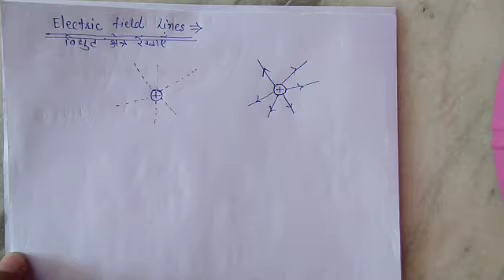 Electric field Lines ⇒
विद्युत क्षेत्र रेखाएं
+
+